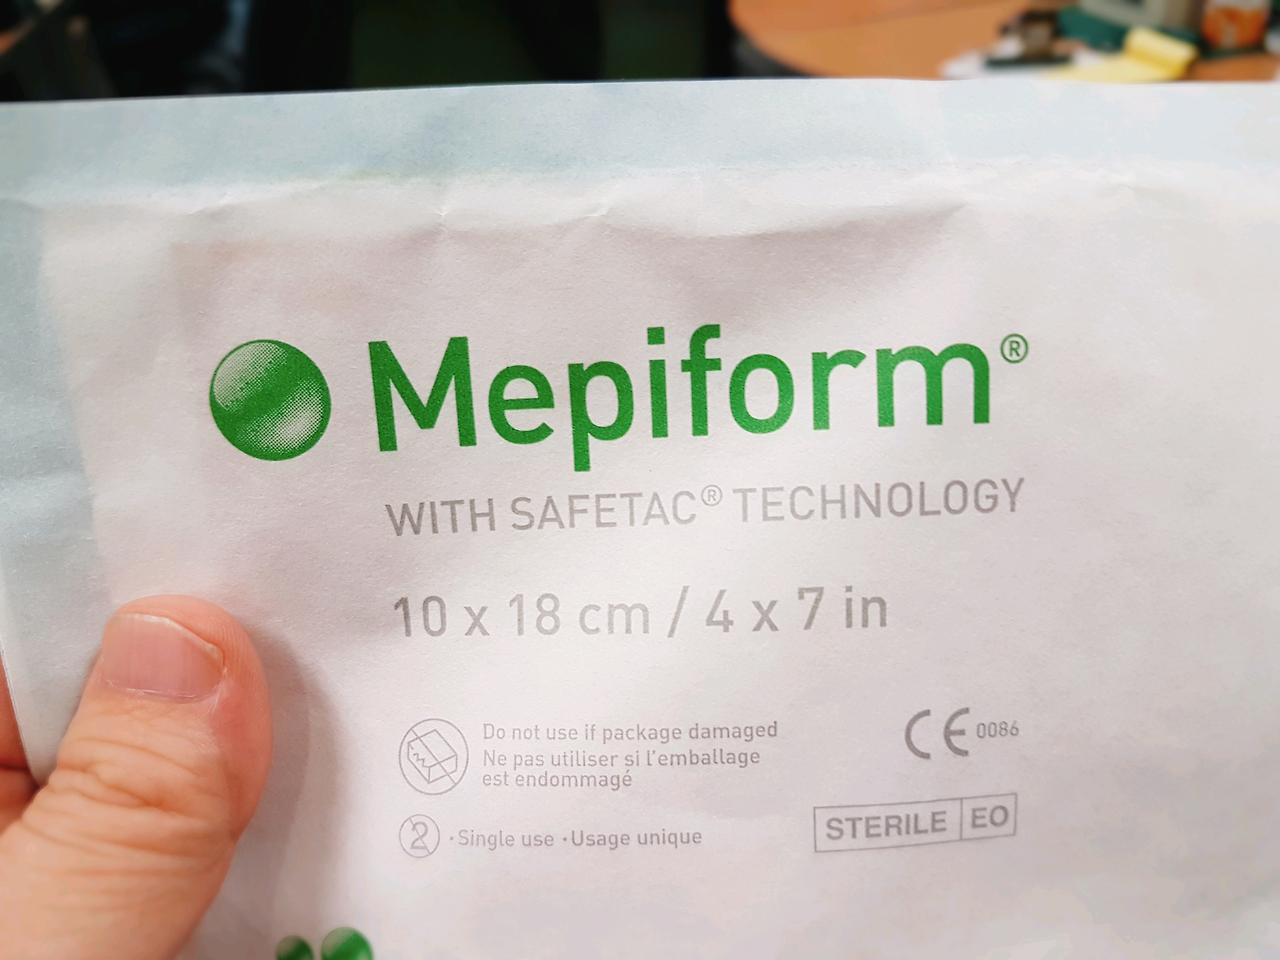 Mepiform®
WITH SAFETAC® TECHNOLOGY
10 x 18 cm / 4 x 7 in
Do not use if package damaged
Ne pas utiliser si l'emballage
est endommagé
CE 0086
2 · Single use · Usage unique
STERILE EO